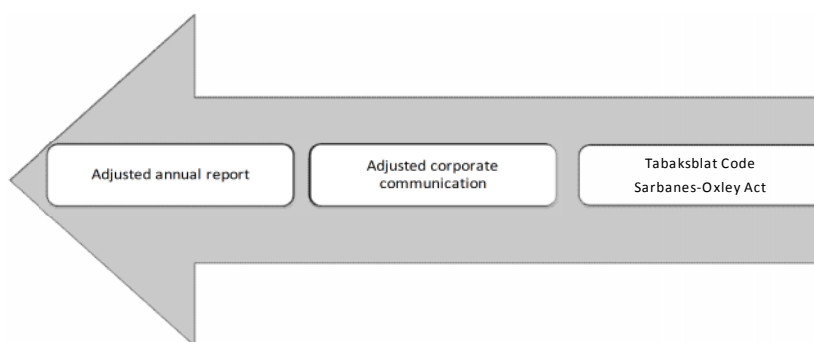 Adjusted annual report
Adjusted corporate
communication
Tabaksblat Code
Sarbanes-Oxley Act